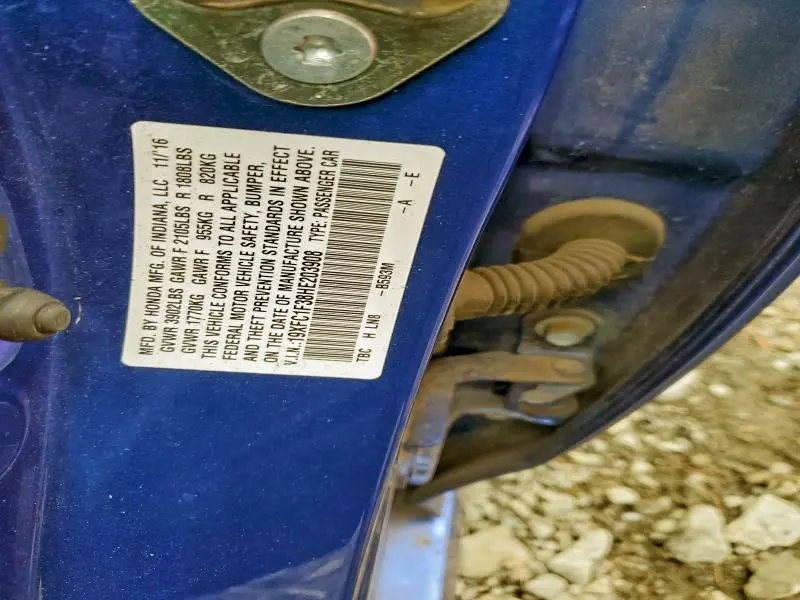 MFD. BY HONDA MFG. OF INDIANA, LLC 11/'16
GVWR 3902LBS GAWR F 2105LBS R 1808LBS
GVWR 1770KG GAWR F 955KG R 820KG
THIS VEHICLE CONFORMS TO ALL APPLICABLE
FEDERAL MOTOR VEHICLE SAFETY, BUMPER,
AND THEFT PREVENTION STANDARDS IN EFFECT
ON THE DATE OF MANUFACTURE SHOWN ABOVE.
V.I.N.:19XFC1F38HE203908 TYPE: PASSENGER CAR
TBC H LN8 -B593M -A -E